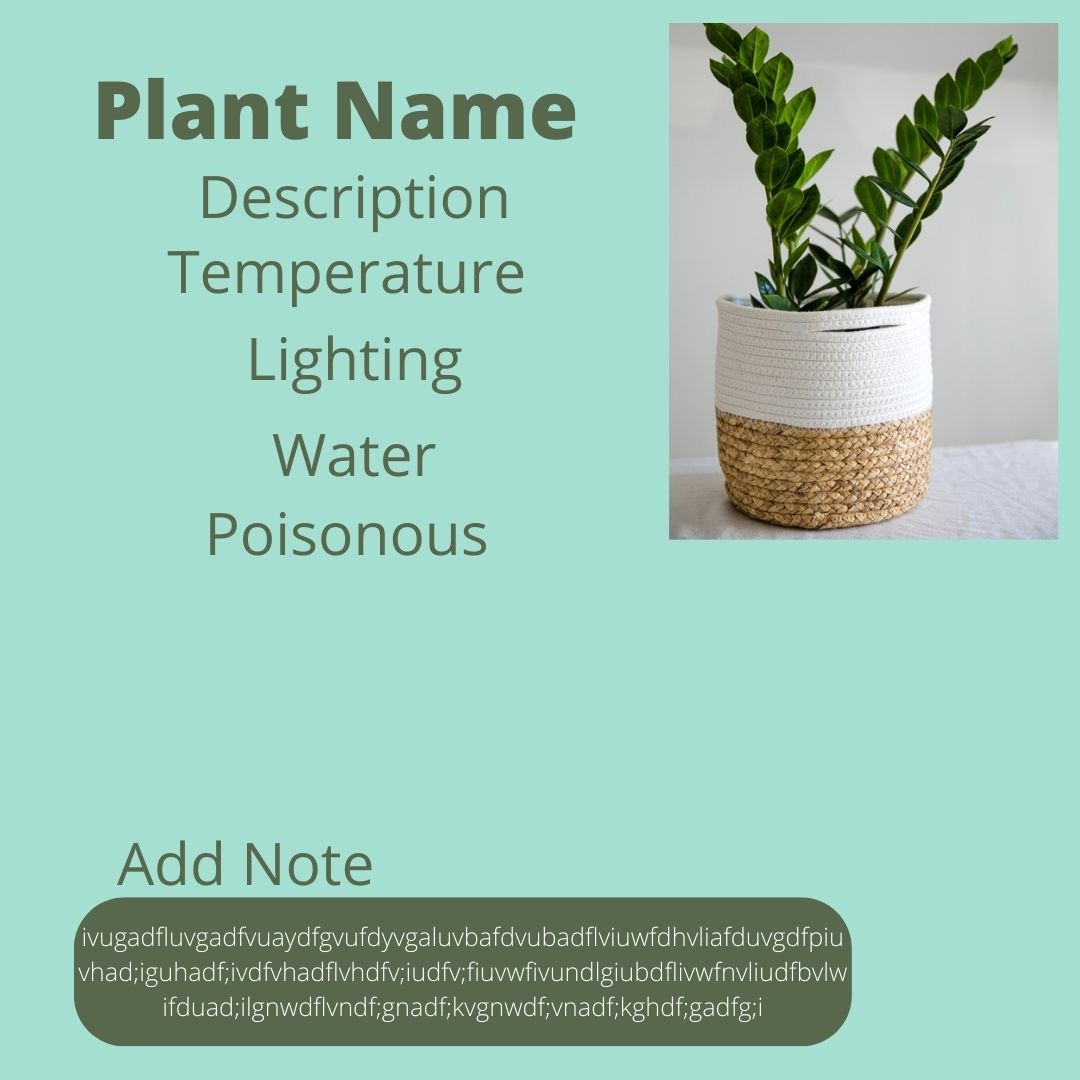 Plant Name
Description
Temperature
Lighting
Water
Poisonous
Add Note
ivugadfluvgadfvuaydfgvufdyvgaluvbafdvubadflviuwfdhvliafduvgdfpiu
vhad;iguhadf;ivdfvhadflvhdfv;iudfv;fiuvwfivundlgiubdflivwfnvliudfbvlw
ifduad;ilgnwdflvndf;gnadf;kvgnwdf;vnadf;kghdf;gadfg;i